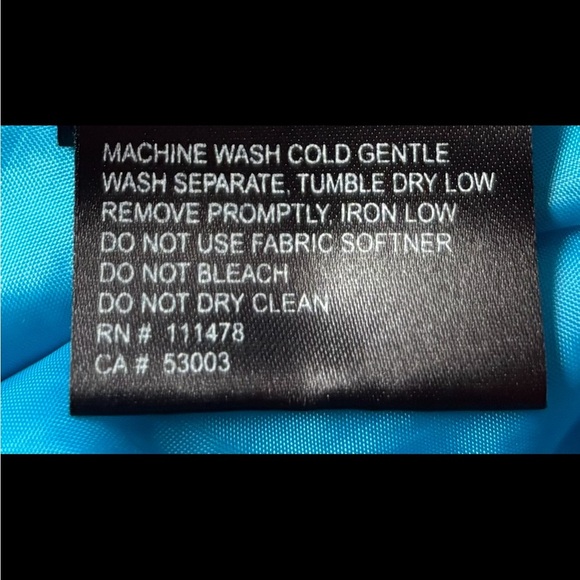 MACHINE WASH COLD GENTLE
WASH SEPARATE, TUMBLE DRY LOW
REMOVE PROMPTLY, IRON LOW
DO NOT USE FABRIC SOFTNER
DO NOT BLEACH
DO NOT DRY CLEAN
RN # 111478
CA # 53003